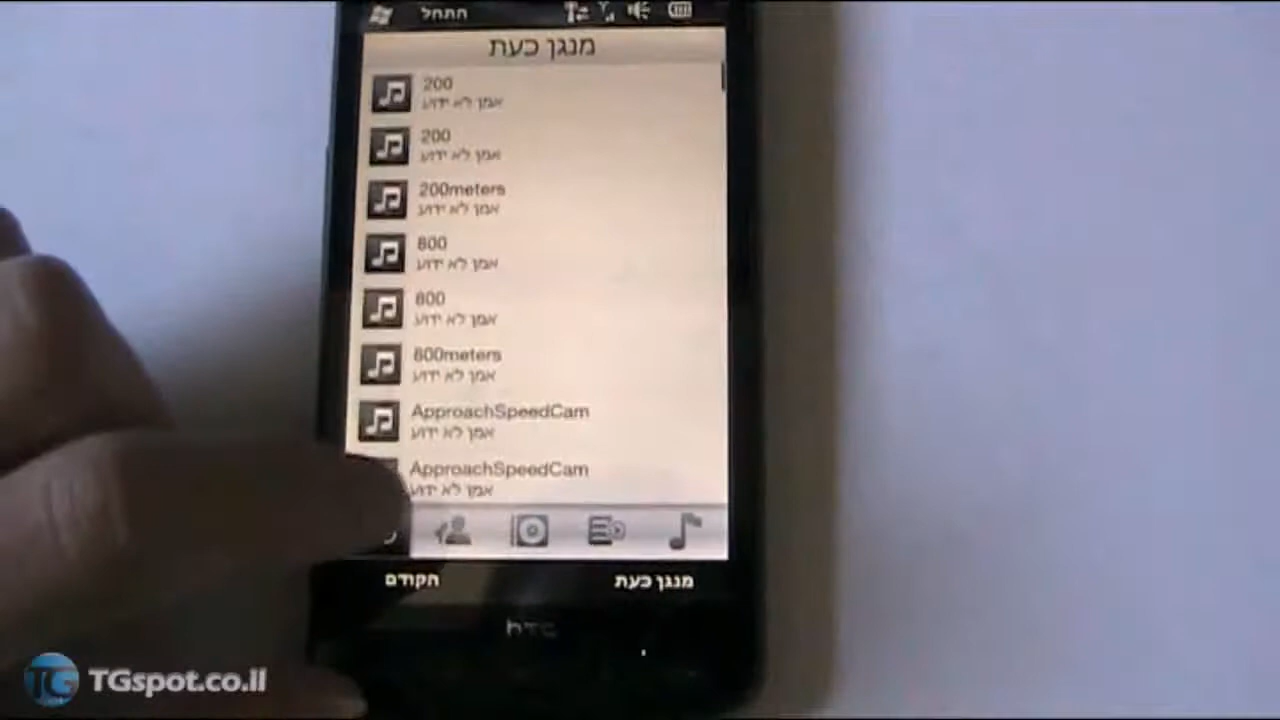 התחל
מנגן כעת
200
אמן לא ידוע
200
אמן לא ידוע
200meters
אמן לא ידוע
800
אמן לא ידוע
800
אמן לא ידוע
800meters
אמן לא ידוע
ApproachSpeedCam
אמן לא ידוע
ApproachSpeedCam
אמן לא ידוע
הקודם
מנגן כעת
hTC
TGspot.co.il